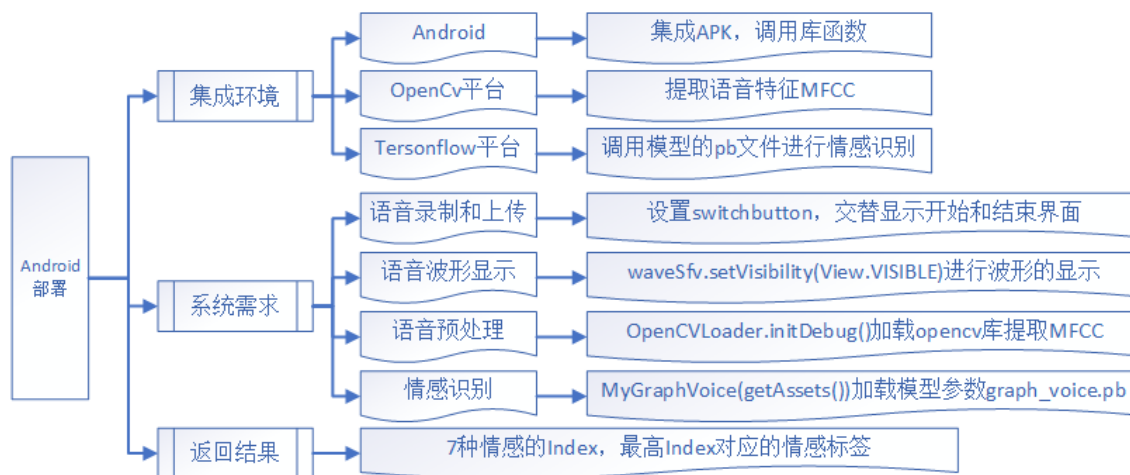 Android
部署
集成环境
Android
集成APK，调用库函数
OpenCv平台
提取语音特征MFCC
Tersonflow平台
调用模型的pb文件进行情感识别
系统需求
语音录制和上传
设置switchbutton，交替显示开始和结束界面
语音波形显示
waveSfv.setVisibility(View.VISIBLE)进行波形的显示
语音预处理
OpenCVLoader.initDebug()加载opencv库提取MFCC
情感识别
MyGraphVoice(getAssets())加载模型参数graph_voice.pb
返回结果
7种情感的Index，最高Index对应的情感标签